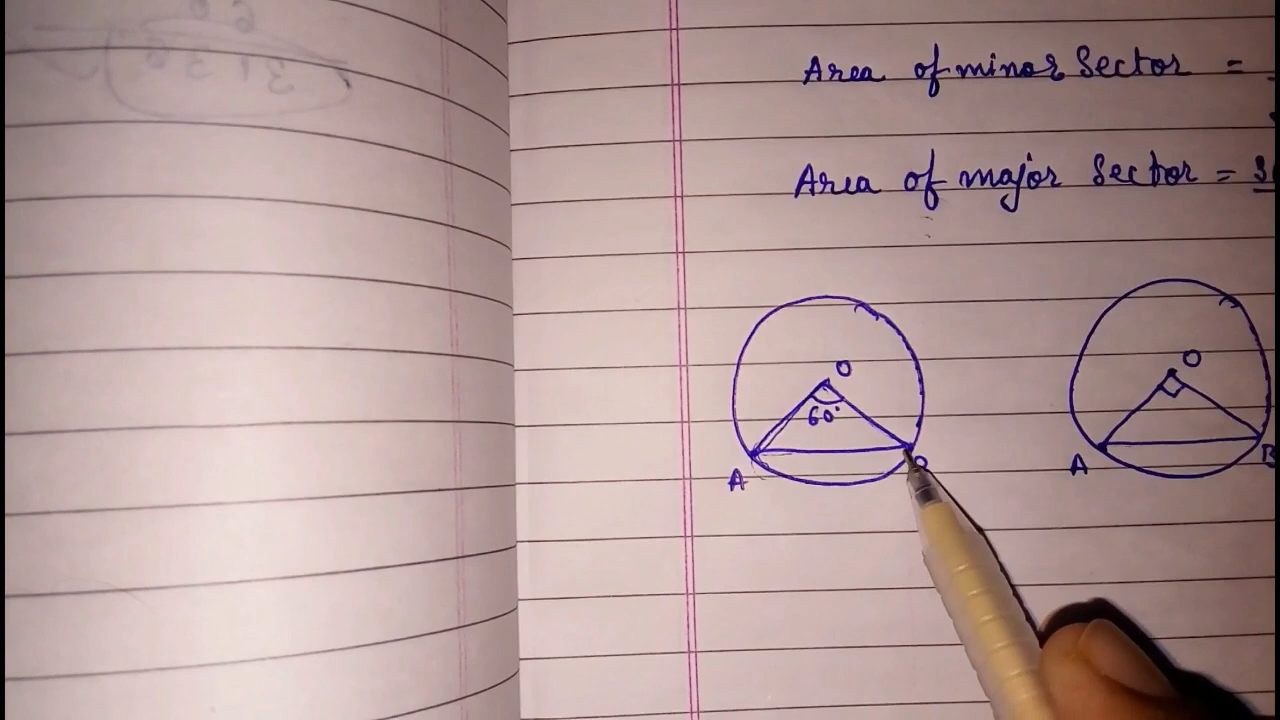 Area of minor Sector =
Area of major Sector =
O
60°
A
O
A
B